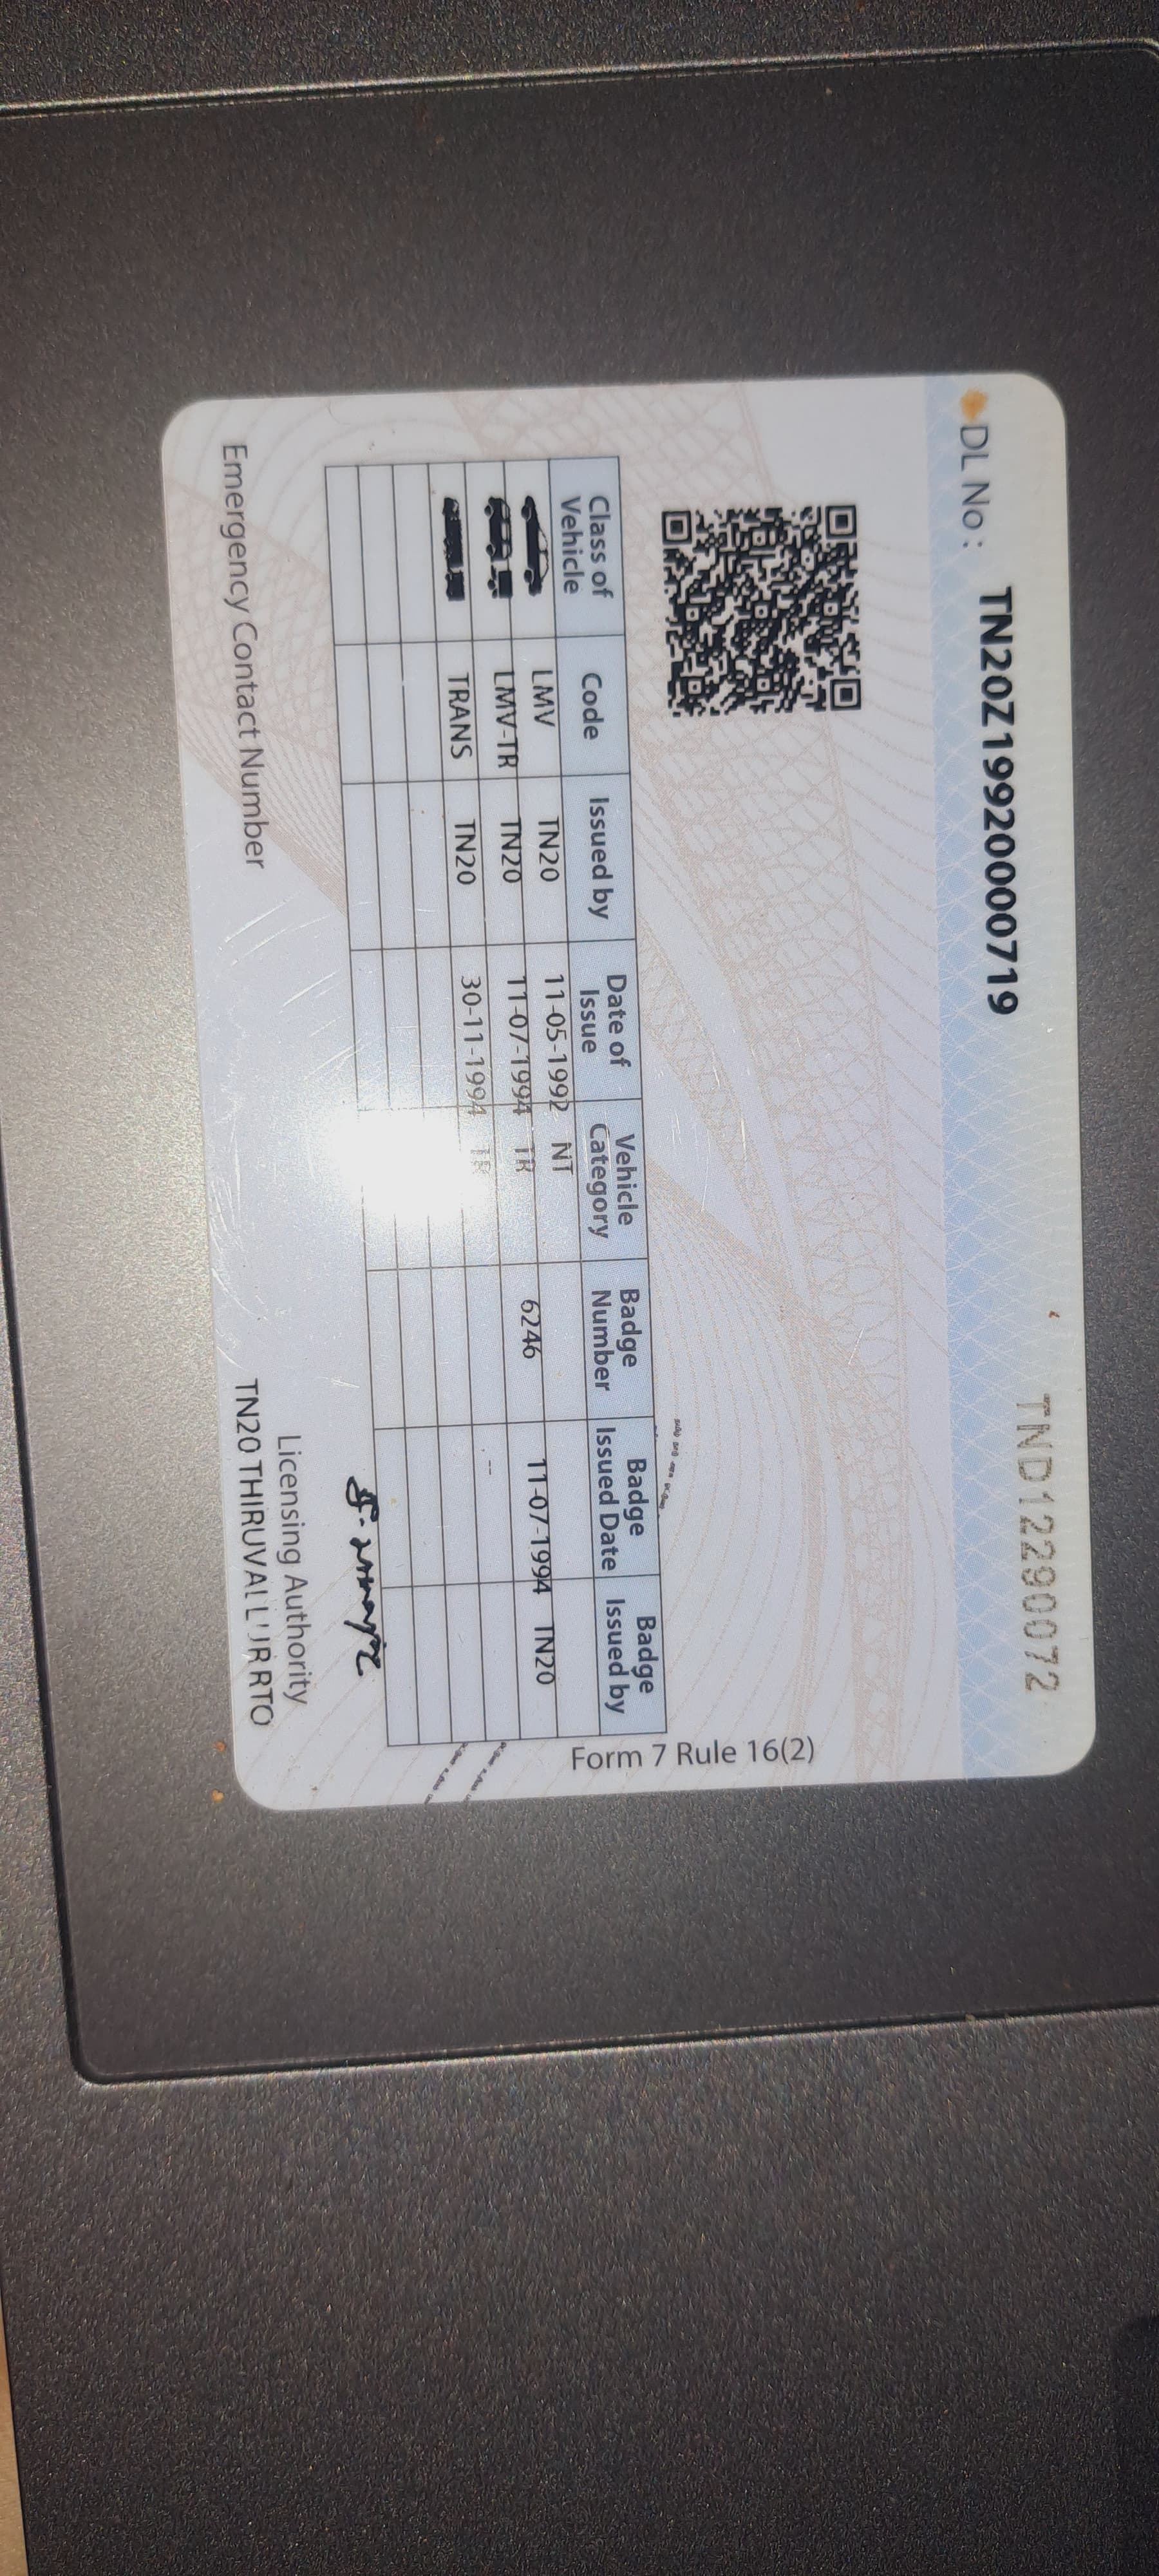 DL No : TN20Z19920000719 TND12290072
Form 7 Rule 16(2)
Class of Vehicle Code Issued by Date of Issue Vehicle Category Badge Number Badge Issued Date Badge Issued by
LMV TN20 11-05-1992 NT
LMV-TR TN20 11-07-1994 TR 6246 11-07-1994 TN20
TRANS TN20 30-11-1994 TR --
Licensing Authority
Emergency Contact Number TN20 THIRUVALLUR RTO